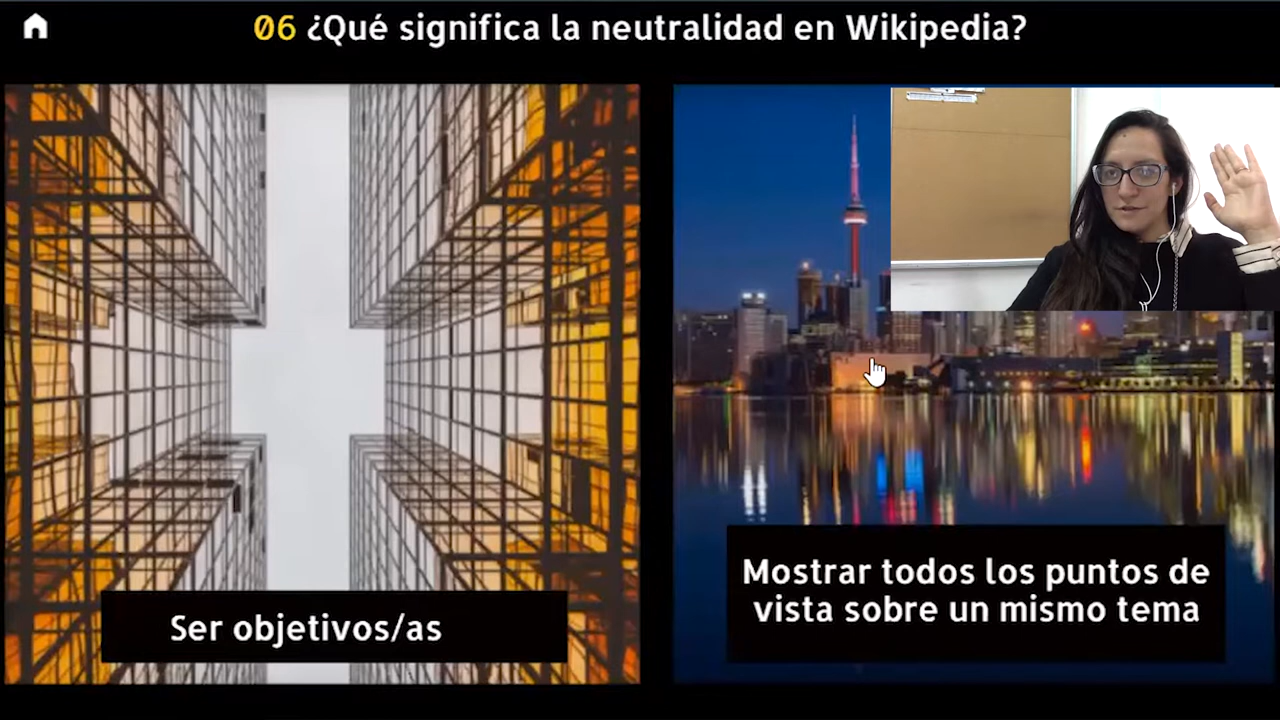 06 ¿Qué significa la neutralidad en Wikipedia?
Ser objetivos/as
Mostrar todos los puntos de
vista sobre un mismo tema